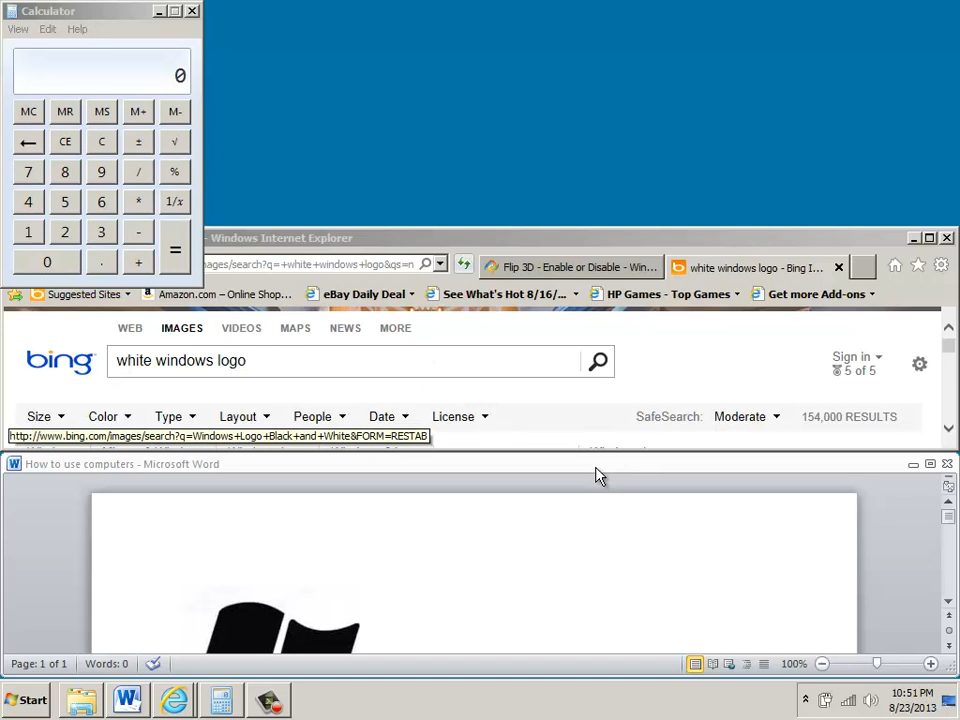 Calculator
View Edit Help
0
MC MR MS M+ M-
← CE C ± √
7 8 9 / %
4 5 6 * 1/x
1 2 3 - =
0 . +
- Windows Internet Explorer
images/search?q=+white+windows+logo&qs=n
Flip 3D - Enable or Disable - Win...
white windows logo - Bing I...
Suggested Sites
Amazon.com – Online Shop...
eBay Daily Deal
See What's Hot 8/16/...
HP Games - Top Games
Get more Add-ons
WEB IMAGES VIDEOS MAPS NEWS MORE
bing
white windows logo
Sign in
5 of 5
Size Color Type Layout People Date License
SafeSearch: Moderate 154,000 RESULTS
http://www.bing.com/images/search?q=Windows+Logo+Black+and+White&FORM=RESTAB
How to use computers - Microsoft Word
Page: 1 of 1 Words: 0 100%
Start
10:51 PM
8/23/2013